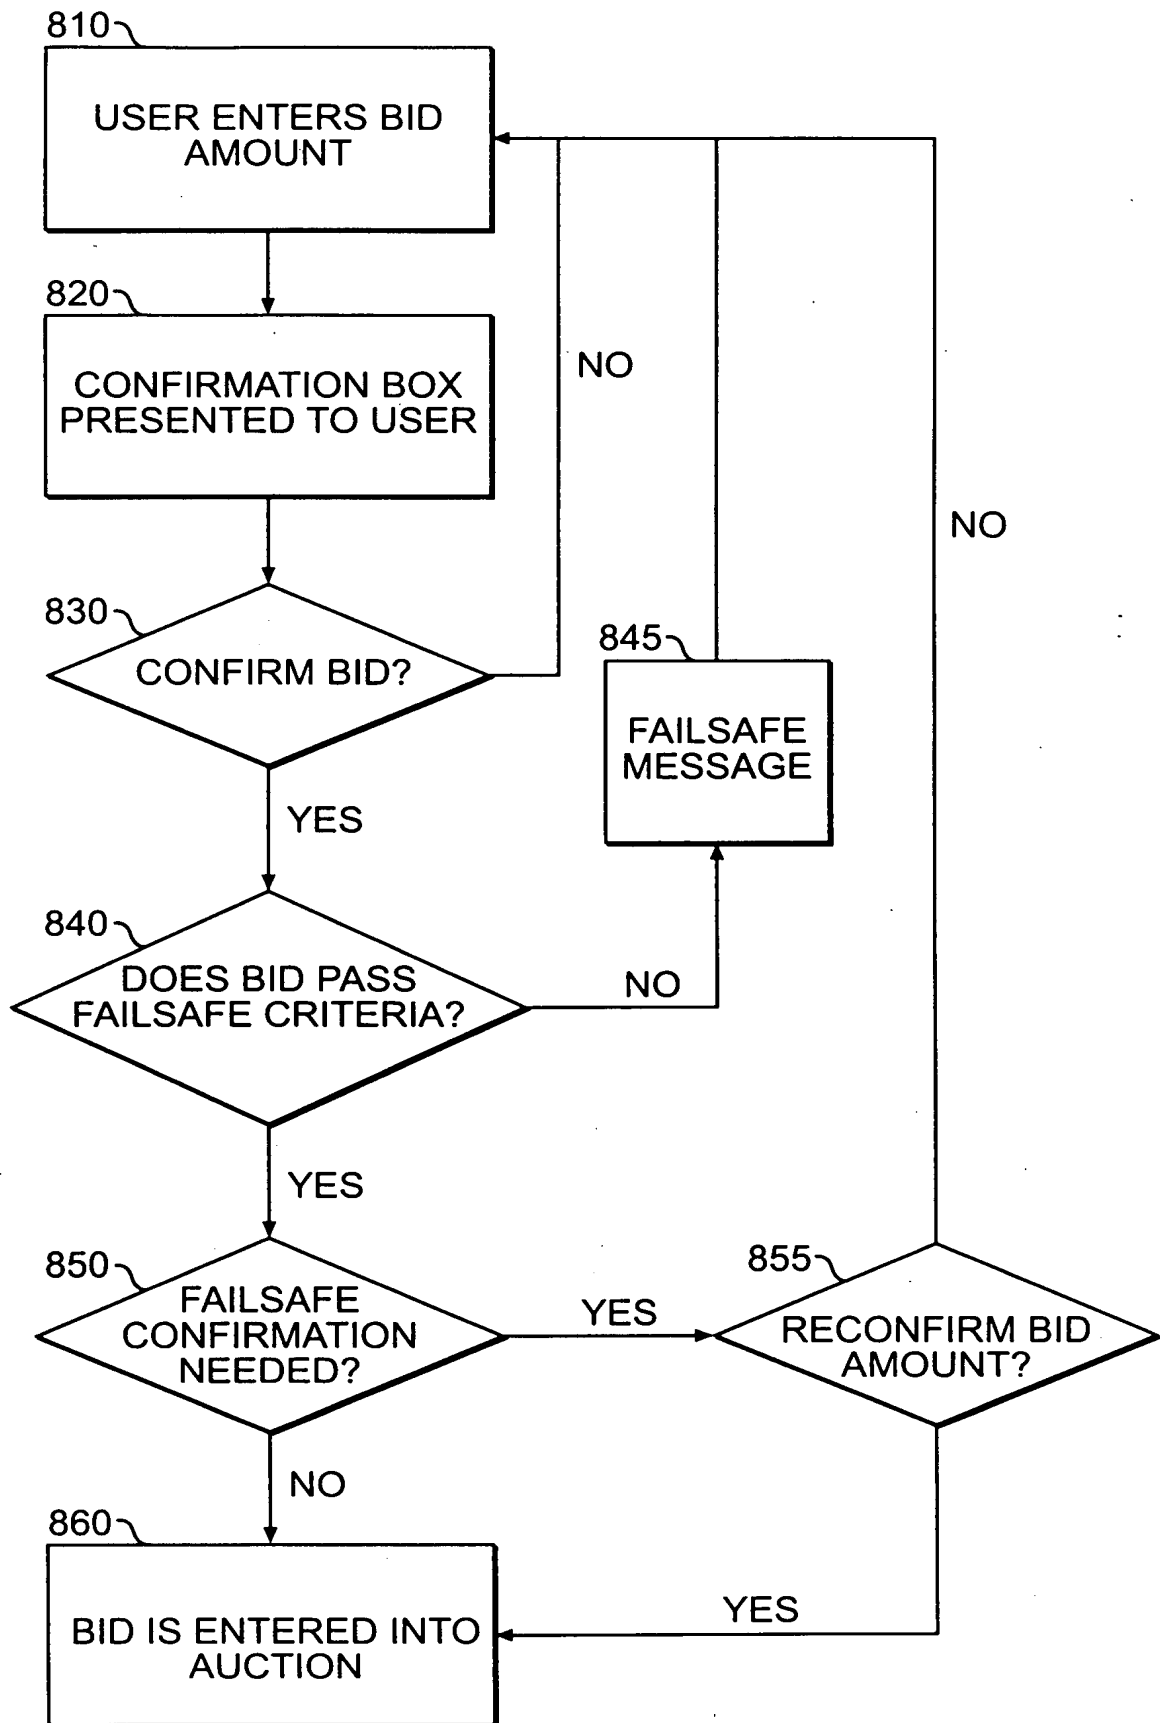 810
USER ENTERS BID
AMOUNT
820
CONFIRMATION BOX
PRESENTED TO USER
NO
NO
830
CONFIRM BID?
845
FAILSAFE
MESSAGE
YES
840
DOES BID PASS
FAILSAFE CRITERIA?
NO
YES
850
FAILSAFE
CONFIRMATION
NEEDED?
YES
855
RECONFIRM BID
AMOUNT?
NO
860
BID IS ENTERED INTO
AUCTION
YES